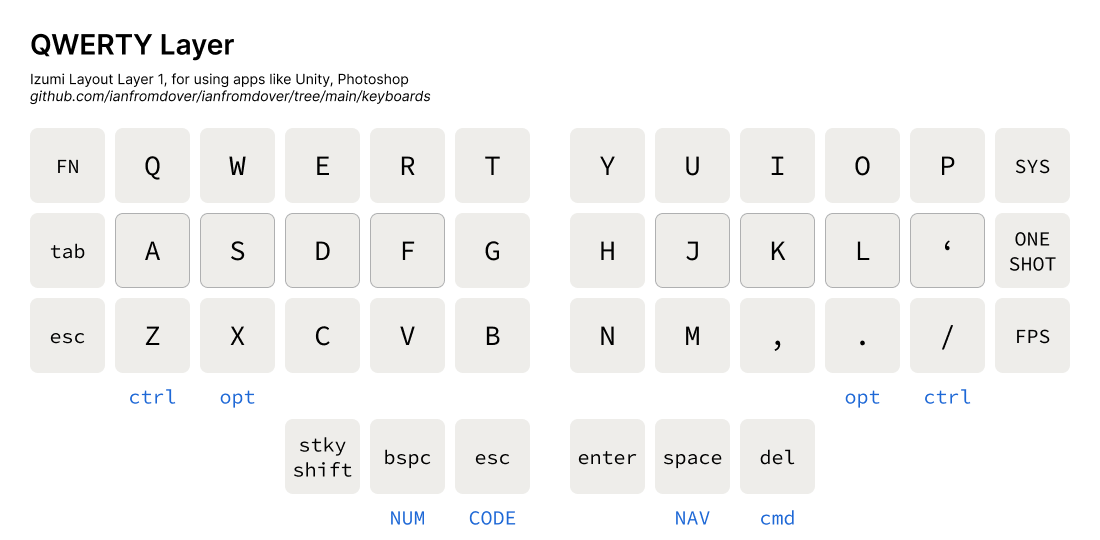 QWERTY Layer
Izumi Layout Layer 1, for using apps like Unity, Photoshop
github.com/ianfromdover/ianfromdover/tree/main/keyboards
FN Q W E R T Y U I O P SYS
tab A S D F G H J K L ‘ ONE SHOT
esc Z X C V B N M , . / FPS
ctrl opt opt ctrl
stky shift bspc esc enter space del
NUM CODE NAV cmd